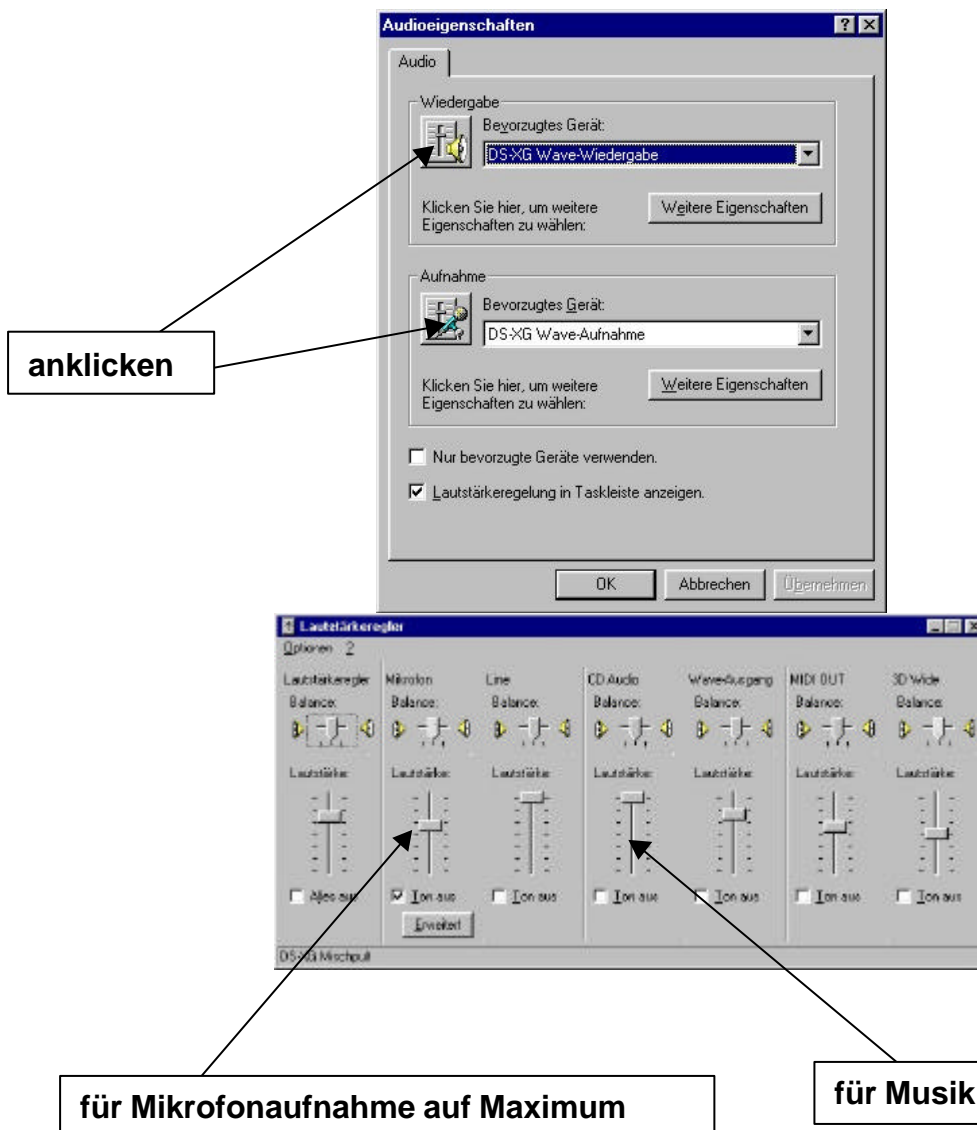 Audioeigenschaften
Audio
Wiedergabe
Bevorzugtes Gerät:
DS-XG Wave-Wiedergabe
Klicken Sie hier, um weitere
Eigenschaften zu wählen:
Weitere Eigenschaften
Aufnahme
Bevorzugtes Gerät:
DS-XG Wave-Aufnahme
Klicken Sie hier, um weitere
Eigenschaften zu wählen:
Weitere Eigenschaften
anklicken
Nur bevorzugte Geräte verwenden.
Lautstärkeregelung in Taskleiste anzeigen.
OK Abbrechen Übernehmen
Lautstärkeregler
Optionen ?
Lautstärkeregler Mikrofon Line CD Audio Wave-Ausgang MIDI OUT 3D Wide
Balance: Balance: Balance: Balance: Balance: Balance: Balance:
Lautstärke: Lautstärke: Lautstärke: Lautstärke: Lautstärke: Lautstärke: Lautstärke:
Alles aus Ton aus Ton aus Ton aus Ton aus Ton aus Ton aus
Erweitert
DS-XG Mischpult
für Mikrofonaufnahme auf Maximum
für Musik